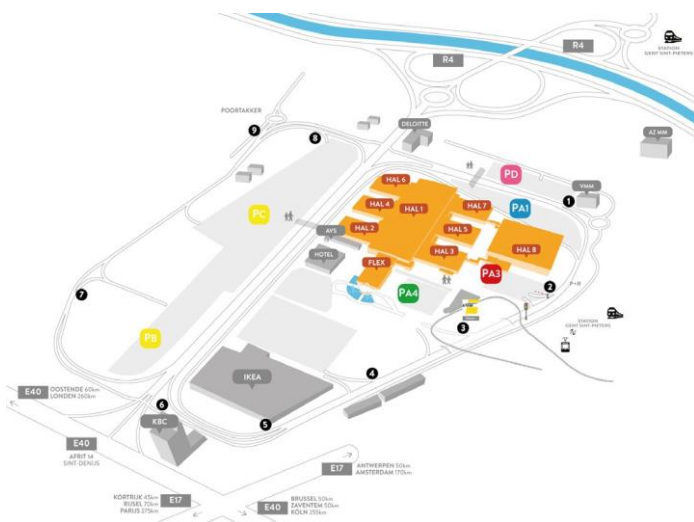 R4
R4
STATION
GENT SINT-PIETERS
POORTAKKER
9
8
DELOITTE
AZ MM
PD
VMM
1
HAL 6
HAL 4
HAL 1
HAL 7
PA1
PC
HAL 2
HAL 5
AVS
HAL 8
HOTEL
HAL 3
FLEX
PA3
P+R
2
7
PA4
3
STATION
GENT SINT-PIETERS
PB
4
IKEA
E40
OOSTENDE 60km
LONDEN 260km
6
KBC
5
E40
AFRIT 14
SINT-DENIJS
E17
ANTWERPEN 50km
AMSTERDAM 170km
KORTRIJK 45km
RIJSEL 70km
PARIJS 275km
E17
E40
BRUSSEL 50km
ZAVENTEM 50km
KÖLN 255km